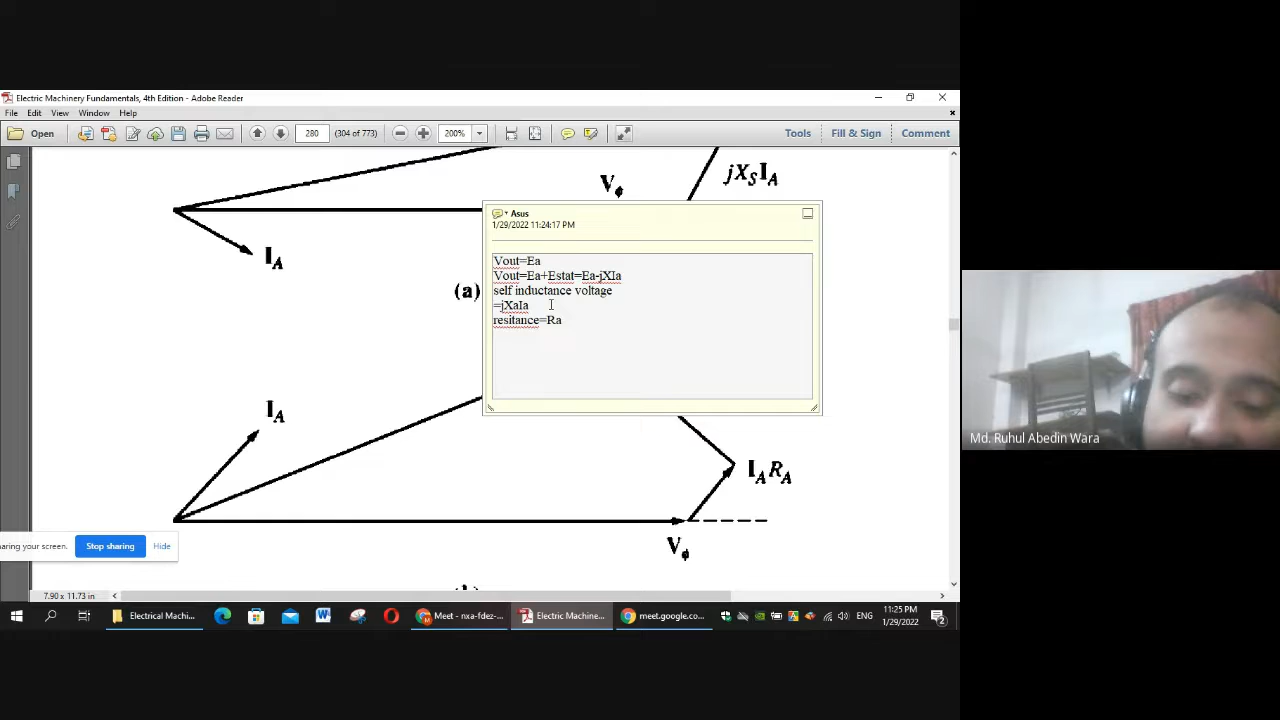 Electric Machinery Fundamentals, 4th Edition - Adobe Reader
File Edit View Window Help
Open 280 (304 of 773) 200% Tools Fill & Sign Comment
jXSIA
Vϕ
IA
(a)
Asus
1/29/2022 11:24:17 PM
Vout=Ea
Vout=Ea+Estat=Ea-jXIa
self inductance voltage
=jXaIa
resitance=Ra
IA
IARA
Vϕ
Md. Ruhul Abedin Wara
haring your screen. Stop sharing Hide
7.90 x 11.73 in
Electrical Machi... Meet - nxa-fdez-... Electric Machine... meet.google.co... ENG 11:25 PM
1/29/2022 2